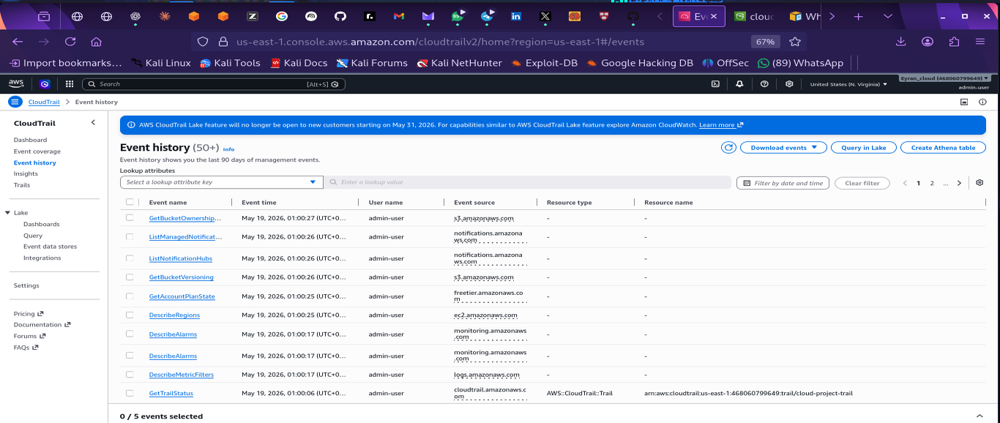 Ev
clou
Wh
us-east-1.console.aws.amazon.com/cloudtrailv2/home?region=us-east-1#/events
67%
Import bookmarks...
Kali Linux
Kali Tools
Kali Docs
Kali Forums
Kali NetHunter
Exploit-DB
Google Hacking DB
OffSec
(89) WhatsApp
aws
Search
[Alt+S]
United States (N. Virginia)
Eyran_cloud (468060799649)
admin-user
CloudTrail
Event history
CloudTrail
Dashboard
Event coverage
Event history
Insights
Trails
Lake
Dashboards
Query
Event data stores
Integrations
Settings
Pricing
Documentation
Forums
FAQs
AWS CloudTrail Lake feature will no longer be open to new customers starting on May 31, 2026. For capabilities similar to AWS CloudTrail Lake feature explore Amazon CloudWatch. Learn more
Event history (50+) Info
Event history shows you the last 90 days of management events.
Download events
Query in Lake
Create Athena table
Lookup attributes
Select a lookup attribute key
Enter a lookup value
Filter by date and time
Clear filter
1 2 ...
Event name Event time User name Event source Resource type Resource name
GetBucketOwnership... May 19, 2026, 01:00:27 (UTC+0... admin-user s3.amazonaws.com - -
ListManagedNotificat... May 19, 2026, 01:00:26 (UTC+0... admin-user notifications.amazona - -
ws.com
ListNotificationHubs May 19, 2026, 01:00:26 (UTC+0... admin-user notifications.amazona - -
ws.com
GetBucketVersioning May 19, 2026, 01:00:26 (UTC+0... admin-user s3.amazonaws.com - -
GetAccountPlanState May 19, 2026, 01:00:25 (UTC+0... admin-user freetier.amazonaws.co - -
m
DescribeRegions May 19, 2026, 01:00:25 (UTC+0... admin-user ec2.amazonaws.com - -
DescribeAlarms May 19, 2026, 01:00:17 (UTC+0... admin-user monitoring.amazonaws - -
.com
DescribeAlarms May 19, 2026, 01:00:17 (UTC+0... admin-user monitoring.amazonaws - -
.com
DescribeMetricFilters May 19, 2026, 01:00:17 (UTC+0... admin-user logs.amazonaws.com - -
GetTrailStatus May 19, 2026, 01:00:06 (UTC+0... admin-user cloudtrail.amazonaws.c AWS::CloudTrail::Trail arn:aws:cloudtrail:us-east-1:468060799649:trail/cloud-project-trail
om
0 / 5 events selected